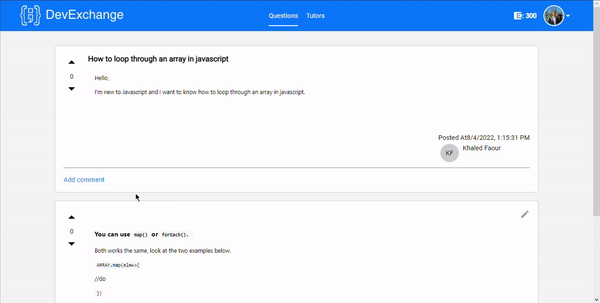 DevExchange
Questions
Tutors
: 300
How to loop through an array in javascript
0
Hello,
I'm new to Javascript and I want to know how to loop through an array in javascript.
Posted At8/4/2022, 1:15:31 PM
KF
Khaled Faour
Add comment
0
You can use map() or foreach().
Both works the same, look at the two examples below.
ARRAY.map(elm=>{
//do
})